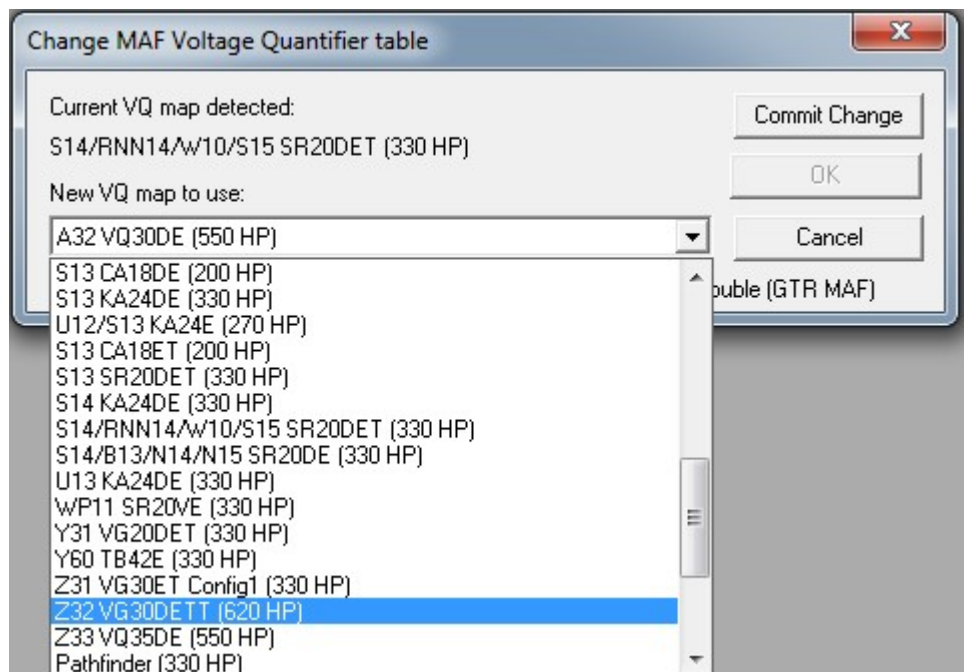 Change MAF Voltage Quantifier table
Current VQ map detected:
Commit Change
S14/RNN14/W10/S15 SR20DET (330 HP)
OK
New VQ map to use:
A32 VQ30DE (550 HP)
Cancel
S13 CA18DE (200 HP)
S13 KA24DE (330 HP)
(GTR MAF)
U12/S13 KA24E (270 HP)
S13 CA18ET (200 HP)
S13 SR20DET (330 HP)
S14 KA24DE (330 HP)
S14/RNN14/W10/S15 SR20DET (330 HP)
S14/B13/N14/N15 SR20DE (330 HP)
U13 KA24DE (330 HP)
WP11 SR20VE (330 HP)
Y31 VG20DET (330 HP)
Y60 TB42E (330 HP)
Z31 VG30ET Config1 (330 HP)
Z32 VG30DETT (620 HP)
Z33 VQ35DE (550 HP)
Pathfinder (330 HP)